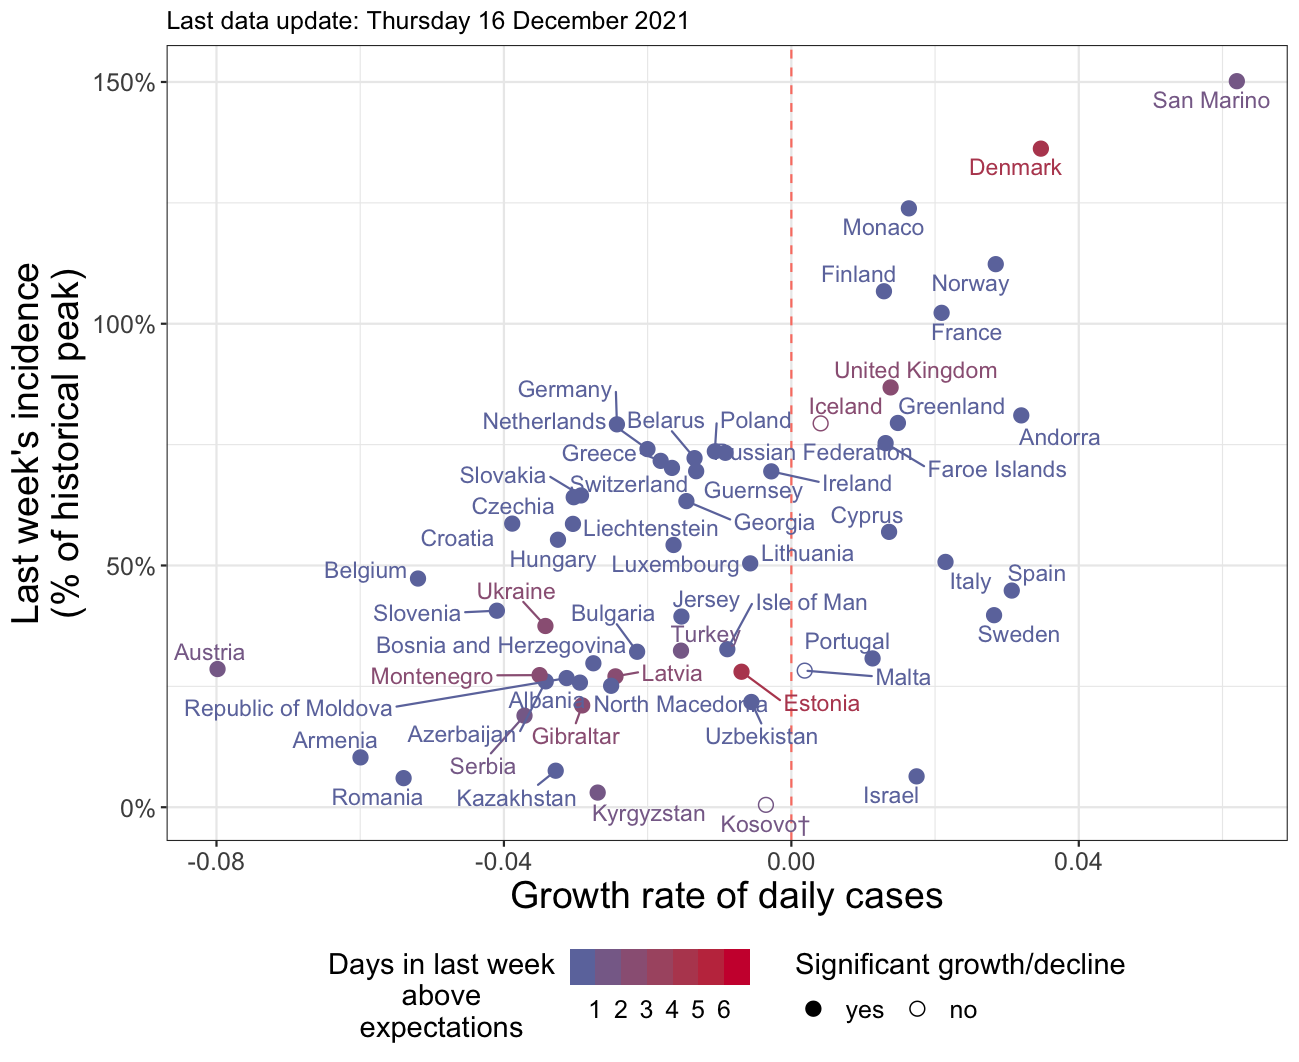 Last data update: Thursday 16 December 2021
Last week's incidence
(% of historical peak)
150%
100%
50%
0%
San Marino
Denmark
Monaco
Finland
Norway
France
United Kingdom
Germany
Iceland
Greenland
Netherlands
Belarus
Poland
Andorra
Greece
Russian Federation
Faroe Islands
Slovakia
Switzerland
Guernsey
Ireland
Czechia
Georgia
Cyprus
Croatia
Liechtenstein
Hungary
Luxembourg
Lithuania
Belgium
Italy
Spain
Ukraine
Slovenia
Bulgaria
Jersey
Isle of Man
Sweden
Bosnia and Herzegovina
Turkey
Portugal
Austria
Montenegro
Latvia
Malta
Republic of Moldova
Albania
North Macedonia
Estonia
Armenia
Azerbaijan
Gibraltar
Uzbekistan
Serbia
Romania
Kazakhstan
Israel
Kyrgyzstan
Kosovo†
-0.08
-0.04
0.00
0.04
Growth rate of daily cases
Days in last week
above
expectations
1 2 3 4 5 6
Significant growth/decline
yes
no